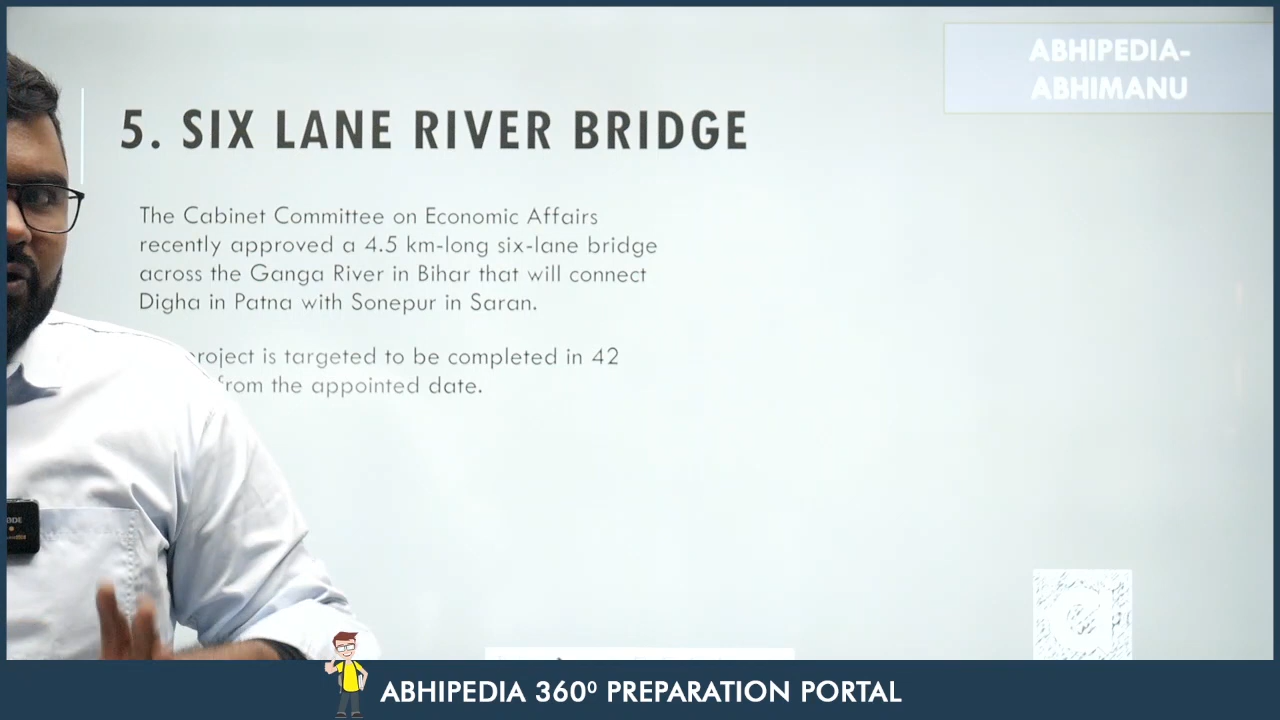 ABHIPEDIA-
ABHIMANU
5. SIX LANE RIVER BRIDGE
The Cabinet Committee on Economic Affairs
recently approved a 4.5 km-long six-lane bridge
across the Ganga River in Bihar that will connect
Digha in Patna with Sonepur in Saran.
project is targeted to be completed in 42
from the appointed date.
ABHIPEDIA 360⁰ PREPARATION PORTAL